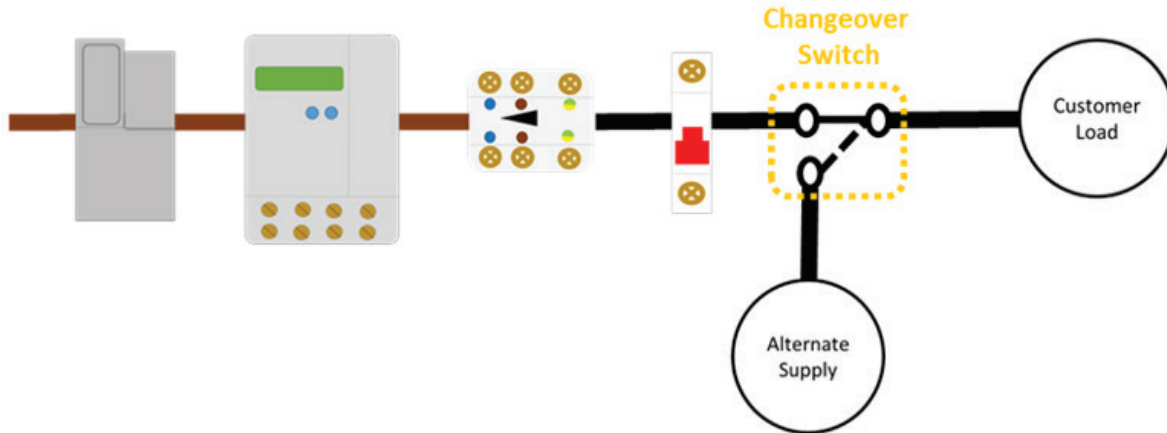 Changeover
Switch
Customer
Load
Alternate
Supply